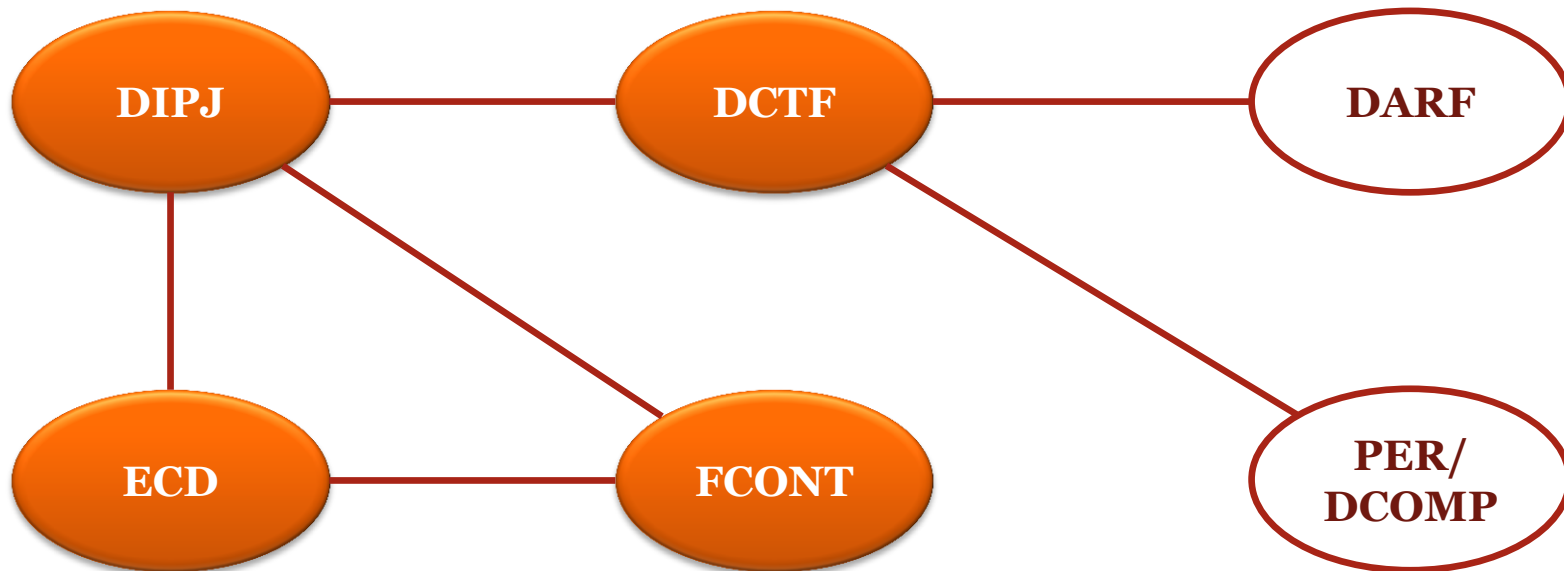 DIPJ
DCTF
DARF
ECD
FCONT
PER/
DCOMP